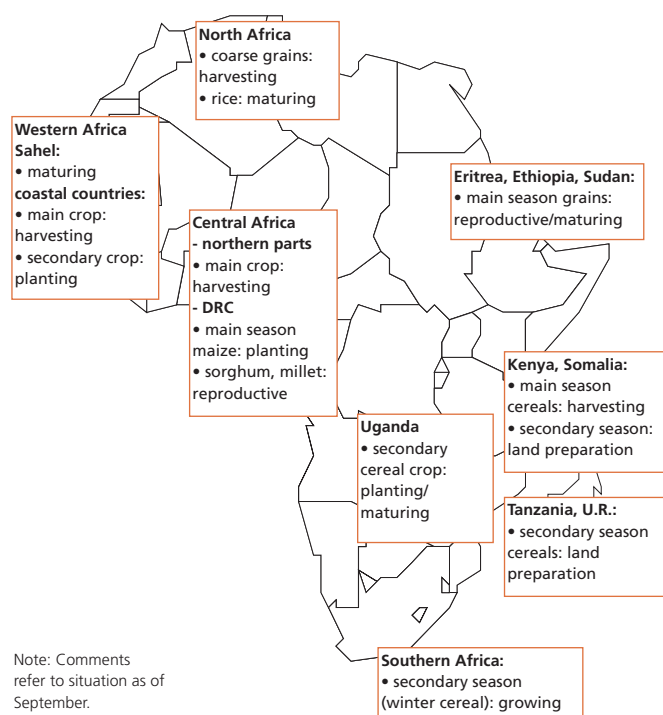 North Africa
• coarse grains:
harvesting
• rice: maturing
Western Africa
Sahel:
• maturing
coastal countries:
• main crop:
harvesting
• secondary crop:
planting
Eritrea, Ethiopia, Sudan:
• main season grains:
reproductive/maturing
Central Africa
- northern parts
• main crop:
harvesting
- DRC
• main season
maize: planting
• sorghum, millet:
reproductive
Kenya, Somalia:
• main season
cereals: harvesting
• secondary season:
land preparation
Uganda
• secondary
cereal crop:
planting/
maturing
Tanzania, U.R.:
• secondary season
cereals: land
preparation
Southern Africa:
• secondary season
(winter cereal): growing
Note: Comments
refer to situation as of
September.